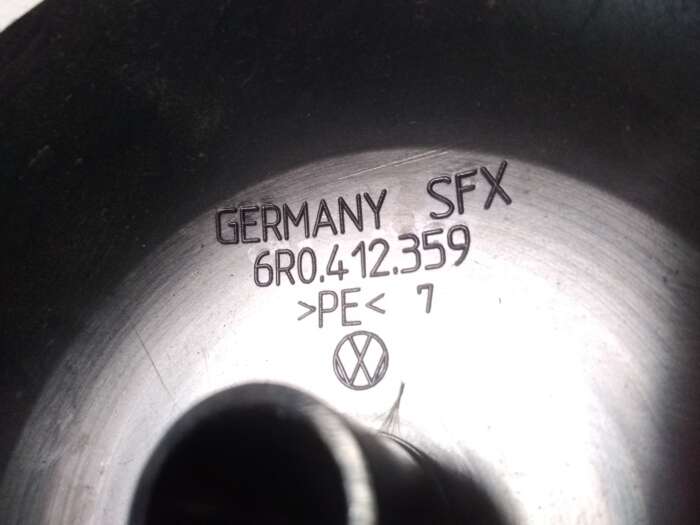 GERMANY SFX
6R0.412.359
>PE< 7